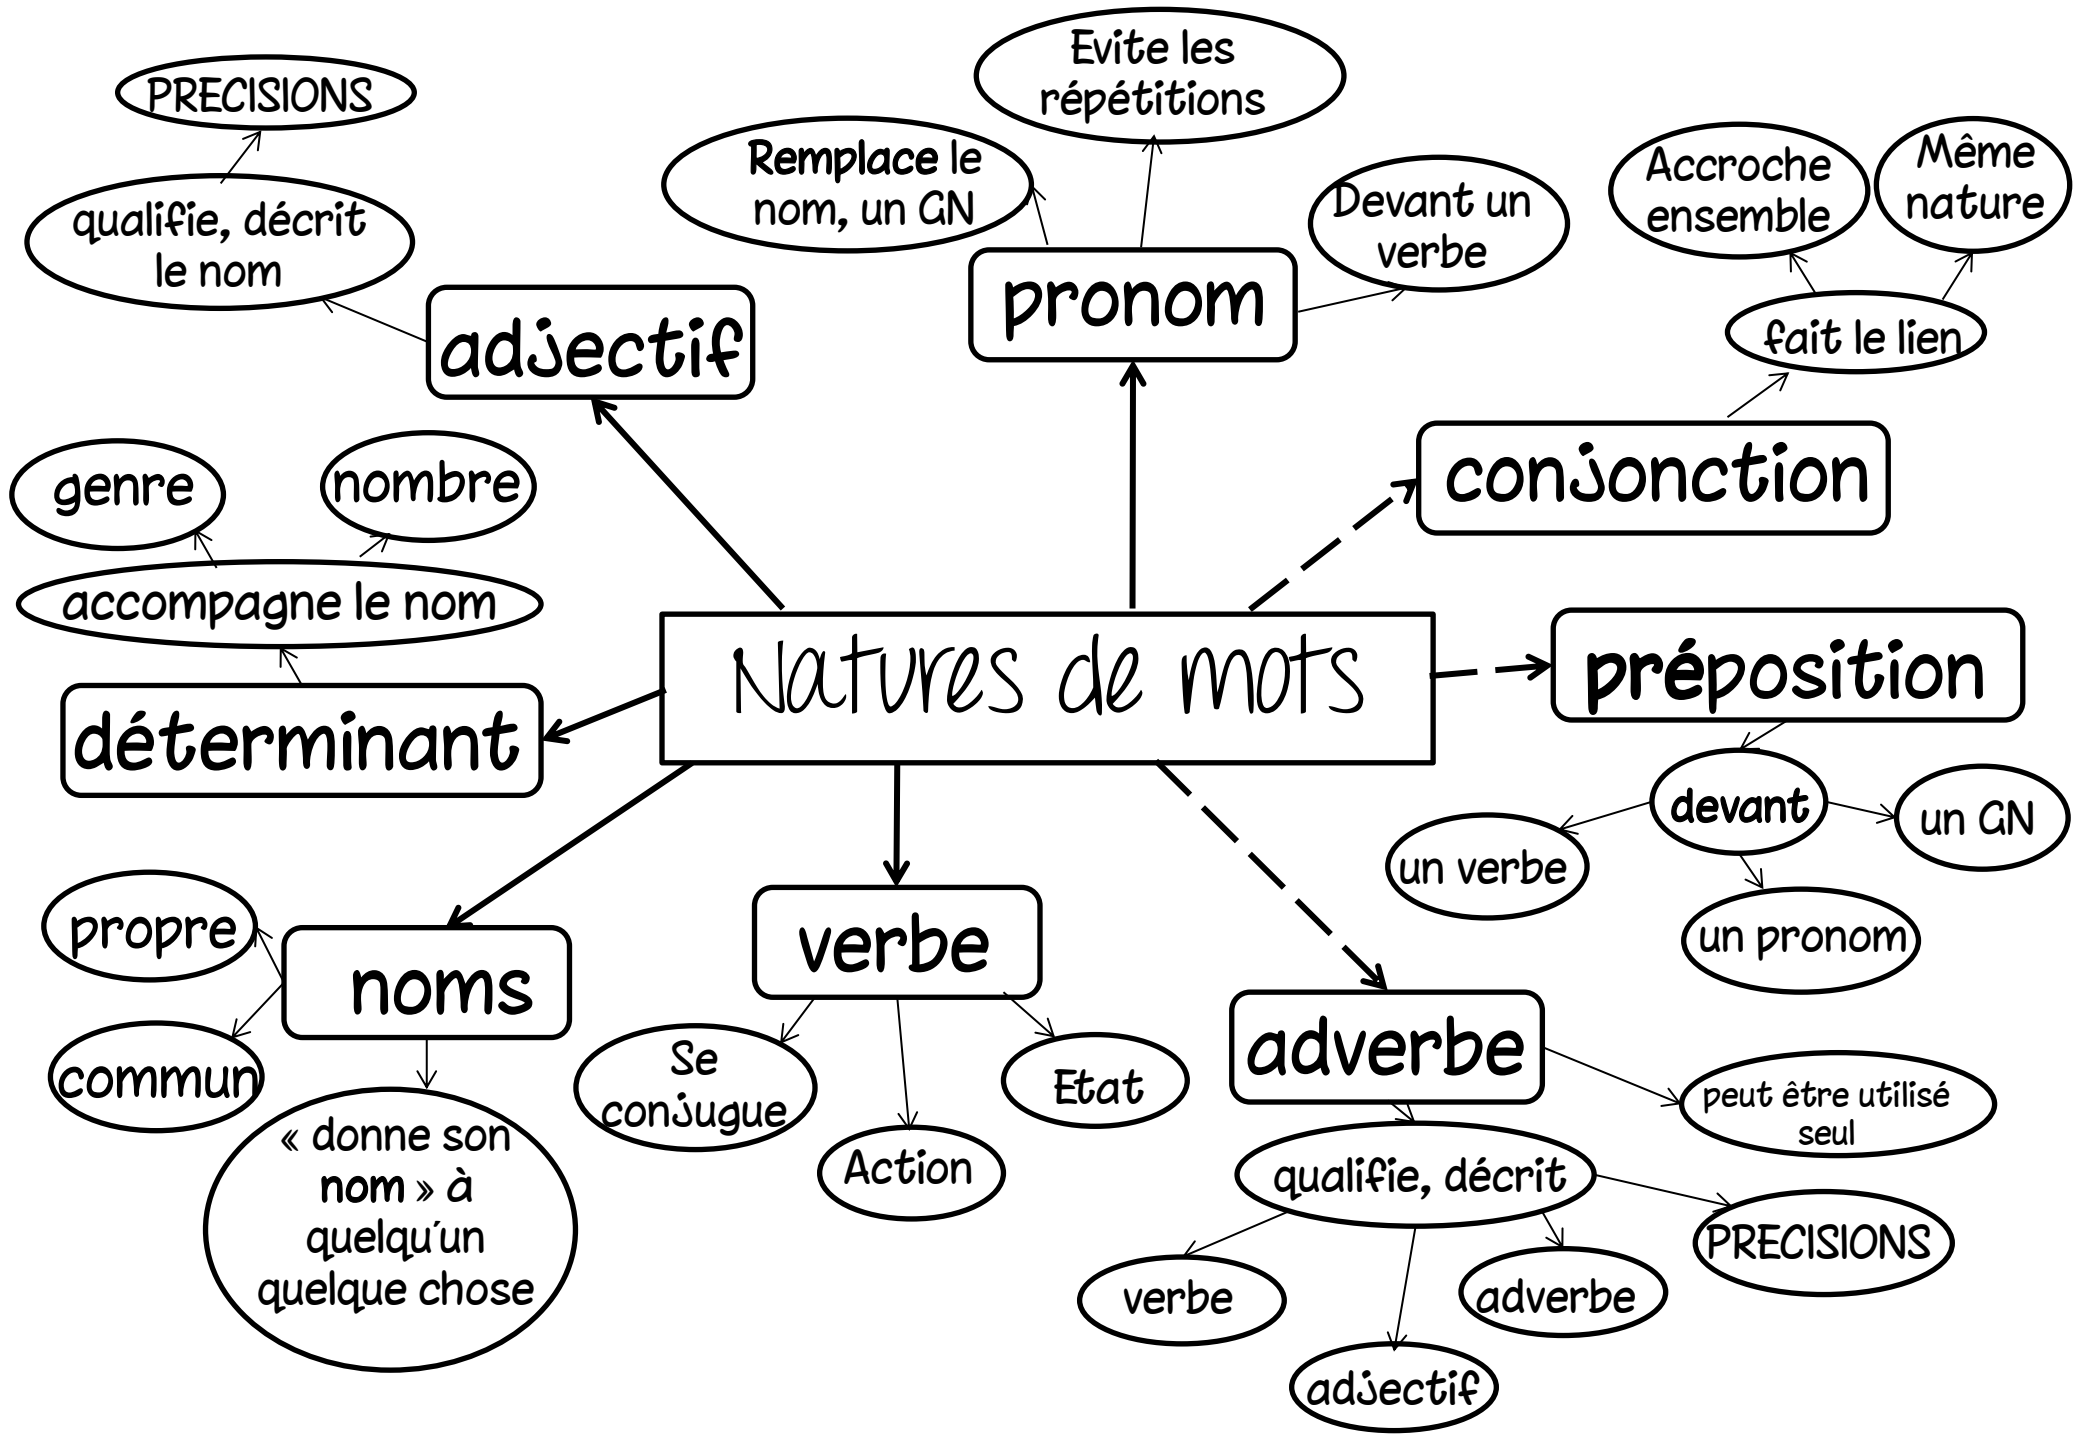 PRECISIONS
qualifie, décrit
le nom
adjectif
Evite les
répétitions
Remplace le
nom, un GN
Devant un
verbe
pronom
Accroche
ensemble
Même
nature
fait le lien
conjonction
genre
nombre
accompagne le nom
déterminant
Natures de mots
préposition
devant
un GN
un verbe
un pronom
propre
noms
commun
« donne son
nom » à
quelqu'un
quelque chose
verbe
Se
conjugue
Action
Etat
adverbe
peut être utilisé
seul
qualifie, décrit
PRECISIONS
verbe
adverbe
adjectif